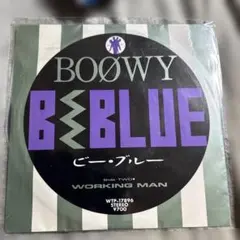 BOØWY
B BLUE
ビー・ブルー
SIDE TWO
WORKING MAN
WTP-17896
STEREO
¥700